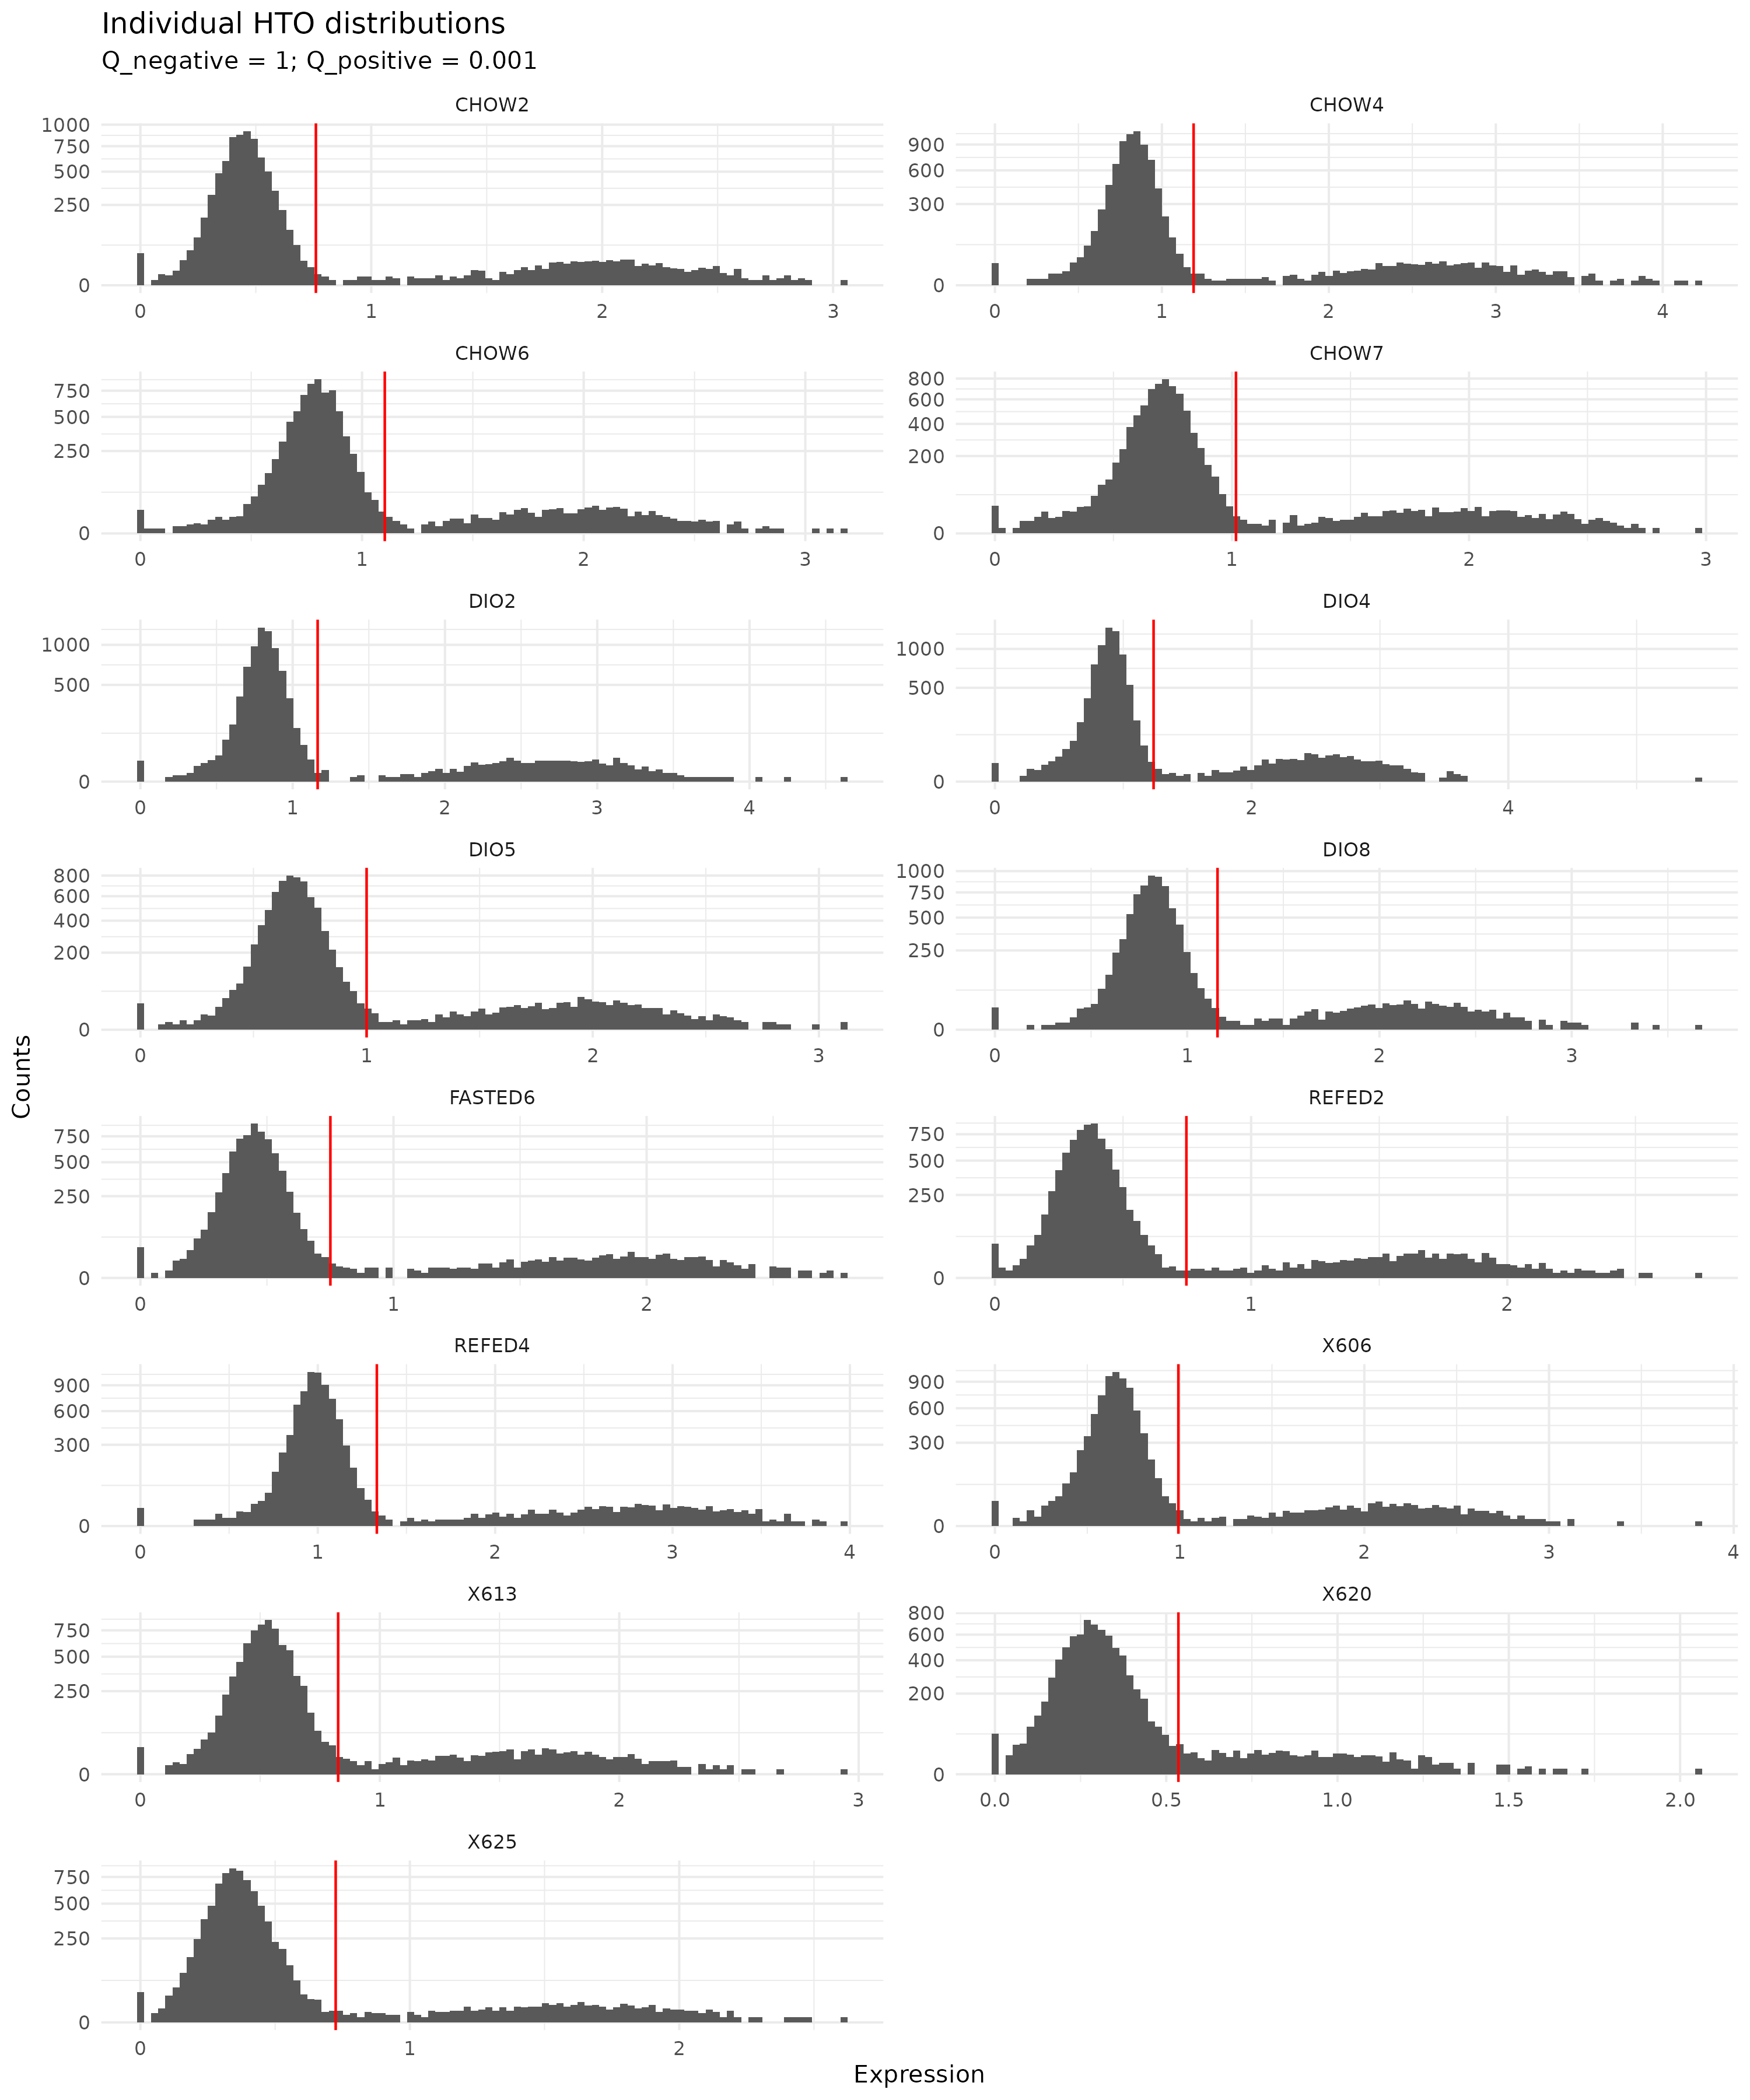 Individual HTO distributions
Q_negative = 1; Q_positive = 0.001
CHOW2
CHOW4
1000
750
500
250
0
0 1 2 3
900
600
300
0
0 1 2 3 4
CHOW6
CHOW7
750
500
250
0
0 1 2 3
800
600
400
200
0
0 1 2 3
DIO2
DIO4
1000
500
0
0 1 2 3 4
1000
500
0
0 2 4
DIO5
DIO8
800
600
400
200
0
0 1 2 3
1000
750
500
250
0
0 1 2 3
FASTED6
REFED2
750
500
250
0
0 1 2
750
500
250
0
0 1 2
REFED4
X606
900
600
300
0
0 1 2 3 4
900
600
300
0
0 1 2 3 4
X613
X620
750
500
250
0
0 1 2 3
800
600
400
200
0
0.0 0.5 1.0 1.5 2.0
X625
750
500
250
0
0 1 2
Counts
Expression